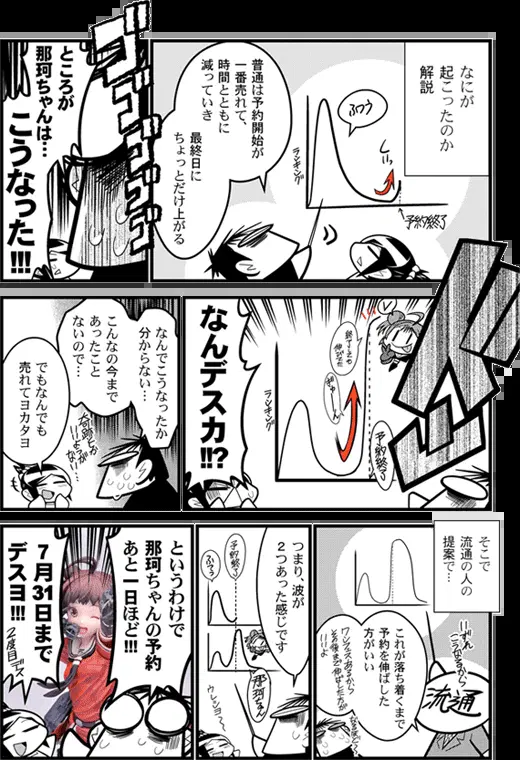 なにが
起こったのか
解説
ふつう
ランキング
予約終了
普通は予約開始が
一番売れて、
時間とともに
減っていき
最終日に
ちょっとだけ上がる
ゴゴゴゴゴ
ところが
那珂ちゃんは…
こうなった!!!
予約終了
ランキング
なんデスカ!!?
なんでこうなったか
分からない…
こんなの今まで
あったこと
ないので…
奇跡としか
いいようが
ない…
でもなんでも
売れてヨカタヨ
そこで
流通の人の
提案で…
流通
これが落ち着くまで
予約を伸ばした
方がいい
つまり、波が
2つあった感じです
予約終了
ふつう
那珂ちゃん
ウレシヨ
というわけで
那珂ちゃんの予約
あと一日ほど!!!
7月31日まで
デスヨ!!!
2度目デス